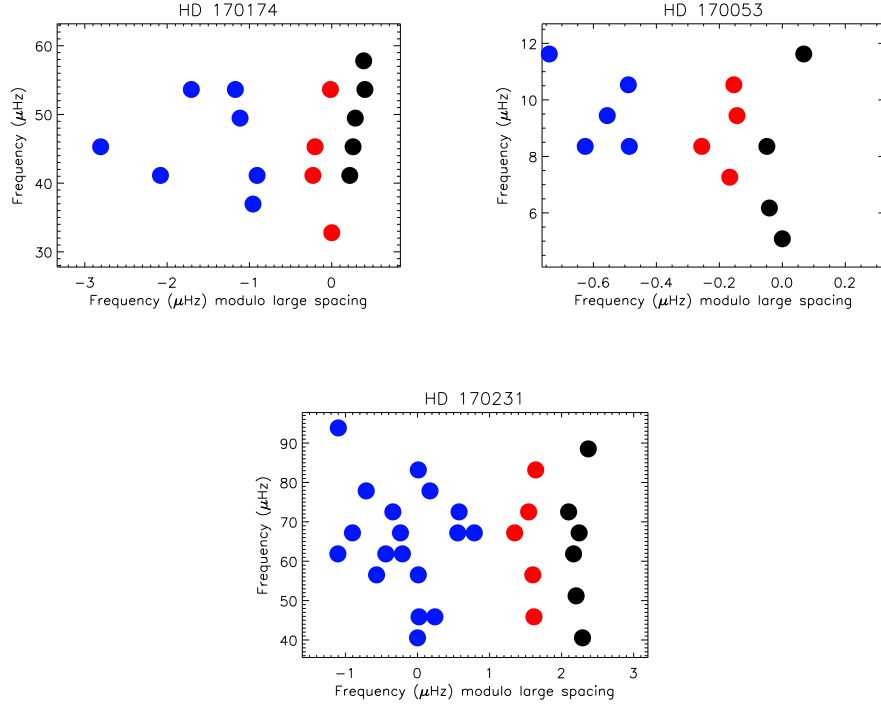 HD 170174
60
50
40
30
Frequency (μHz)
−3 −2 −1 0
Frequency (μHz) modulo large spacing
HD 170053
12
10
8
6
Frequency (μHz)
−0.6 −0.4 −0.2 0.0 0.2
Frequency (μHz) modulo large spacing
HD 170231
90
80
70
60
50
40
Frequency (μHz)
−1 0 1 2 3
Frequency (μHz) modulo large spacing